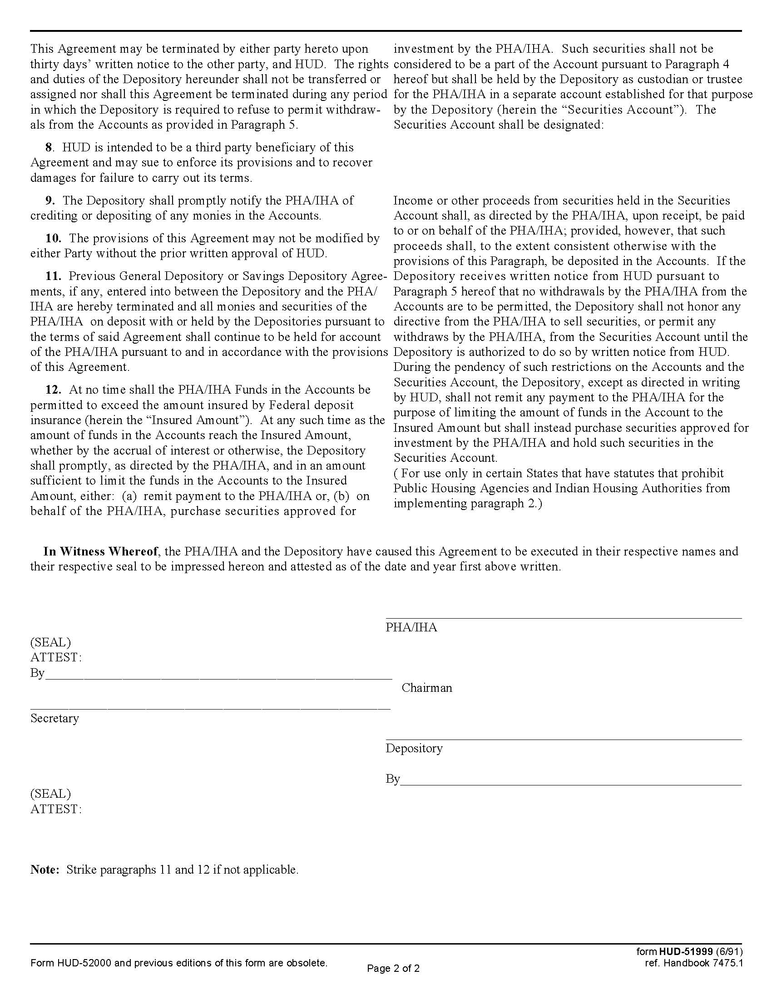 This Agreement may be terminated by either party hereto upon
thirty days’ written notice to the other party, and HUD.  The rights
and duties of the Depository hereunder shall not be transferred or
assigned nor shall this Agreement be terminated during any period
in which the Depository is required to refuse to permit withdraw-
als from the Accounts as provided in Paragraph 5.
8.  HUD is intended to be a third party beneficiary of this
Agreement and may sue to enforce its provisions and to recover
damages for failure to carry out its terms.
9.  The Depository shall promptly notify the PHA/IHA of
crediting or depositing of any monies in the Accounts.
10.  The provisions of this Agreement may not be modified by
either Party without the prior written approval of HUD.
11.  Previous General Depository or Savings Depository Agree-
ments, if any, entered into between the Depository and the PHA/
IHA are hereby terminated and all monies and securities of the
PHA/IHA  on deposit with or held by the Depositories pursuant to
the terms of said Agreement shall continue to be held for account
of the PHA/IHA pursuant to and in accordance with the provisions
of this Agreement.
12.  At no time shall the PHA/IHA Funds in the Accounts be
permitted to exceed the amount insured by Federal deposit
insurance (herein the “Insured Amount”).  At any such time as the
amount of funds in the Accounts reach the Insured Amount,
whether by the accrual of interest or otherwise, the Depository
shall promptly, as directed by the PHA/IHA, and in an amount
sufficient to limit the funds in the Accounts to the Insured
Amount, either:  (a)  remit payment to the PHA/IHA or, (b)  on
behalf of the PHA/IHA, purchase securities approved for
investment by the PHA/IHA.  Such securities shall not be
considered to be a part of the Account pursuant to Paragraph 4
hereof but shall be held by the Depository as custodian or trustee
for the PHA/IHA in a separate account established for that purpose
by the Depository (herein the “Securities Account”).  The
Securities Account shall be designated:
Income or other proceeds from securities held in the Securities
Account shall, as directed by the PHA/IHA, upon receipt, be paid
to or on behalf of the PHA/IHA; provided, however, that such
proceeds shall, to the extent consistent otherwise with the
provisions of this Paragraph, be deposited in the Accounts.  If the
Depository receives written notice from HUD pursuant to
Paragraph 5 hereof that no withdrawals by the PHA/IHA from the
Accounts are to be permitted, the Depository shall not honor any
directive from the PHA/IHA to sell securities, or permit any
withdraws by the PHA/IHA, from the Securities Account until the
Depository is authorized to do so by written notice from HUD.
During the pendency of such restrictions on the Accounts and the
Securities Account, the Depository, except as directed in writing
by HUD, shall not remit any payment to the PHA/IHA for the
purpose of limiting the amount of funds in the Account to the
Insured Amount but shall instead purchase securities approved for
investment by the PHA/IHA and hold such securities in the
Securities Account.
( For use only in certain States that have statutes that prohibit
Public Housing Agencies and Indian Housing Authorities from
implementing paragraph 2.)
In Witness Whereof, the PHA/IHA and the Depository have caused this Agreement to be executed in their respective names and
their respective seal to be impressed hereon and attested as of the date and year first above written.
PHA/IHA
(SEAL)
ATTEST:
By
Chairman
Secretary
Depository
By
(SEAL)
ATTEST:
Note:  Strike paragraphs 11 and 12 if not applicable.
form HUD-51999 (6/91)
Form HUD-52000 and previous editions of this form are obsolete.
ref. Handbook 7475.1
Page 2 of 2